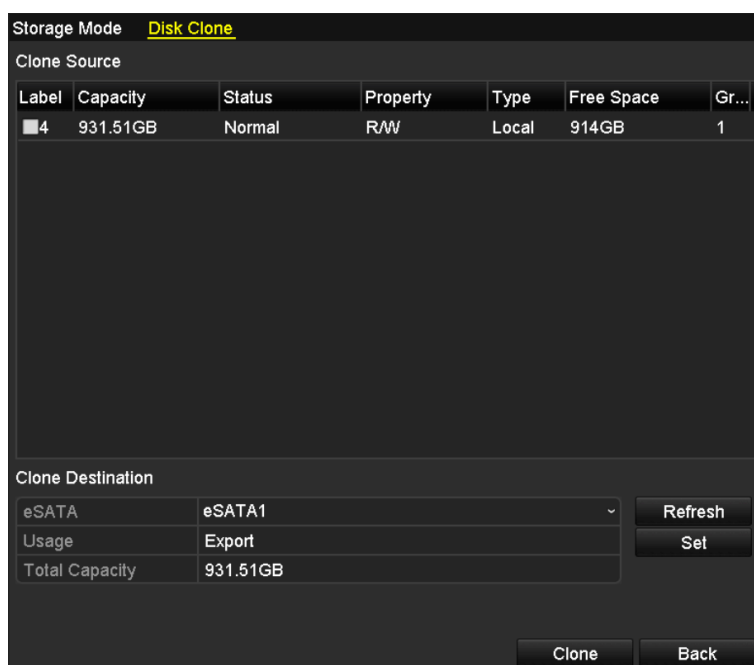 Storage Mode Disk Clone
Clone Source
Label Capacity Status Property Type Free Space Gr...
4 931.51GB Normal R/W Local 914GB 1
Clone Destination
eSATA eSATA1 Refresh
Usage Export Set
Total Capacity 931.51GB
Clone Back